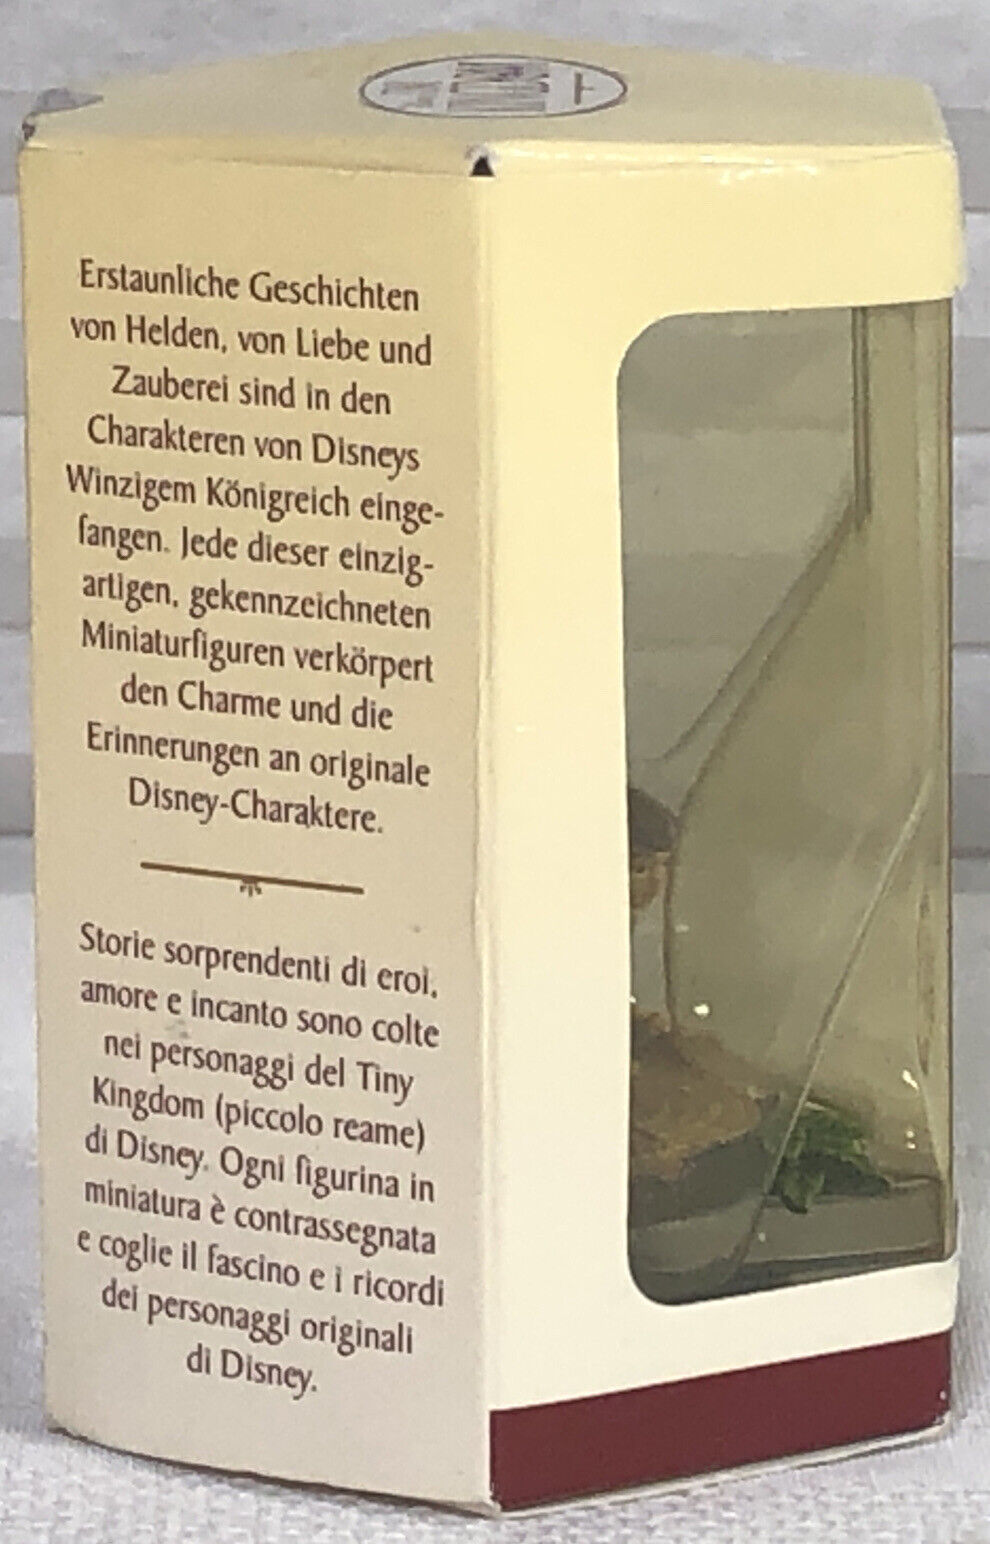 Erstaunliche Geschichten
von Helden, von Liebe und
Zauberei sind in den
Charakteren von Disneys
Winzigem Königreich einge-
fangen. Jede dieser einzig-
artigen, gekennzeichneten
Miniaturfiguren verkörpert
den Charme und die
Erinnerungen an originale
Disney-Charaktere.
Storie sorprendenti di eroi,
amore e incanto sono colte
nei personaggi del Tiny
Kingdom (piccolo reame)
di Disney. Ogni figurina in
miniatura è contrassegnata
e coglie il fascino e i ricordi
dei personaggi originali
di Disney.